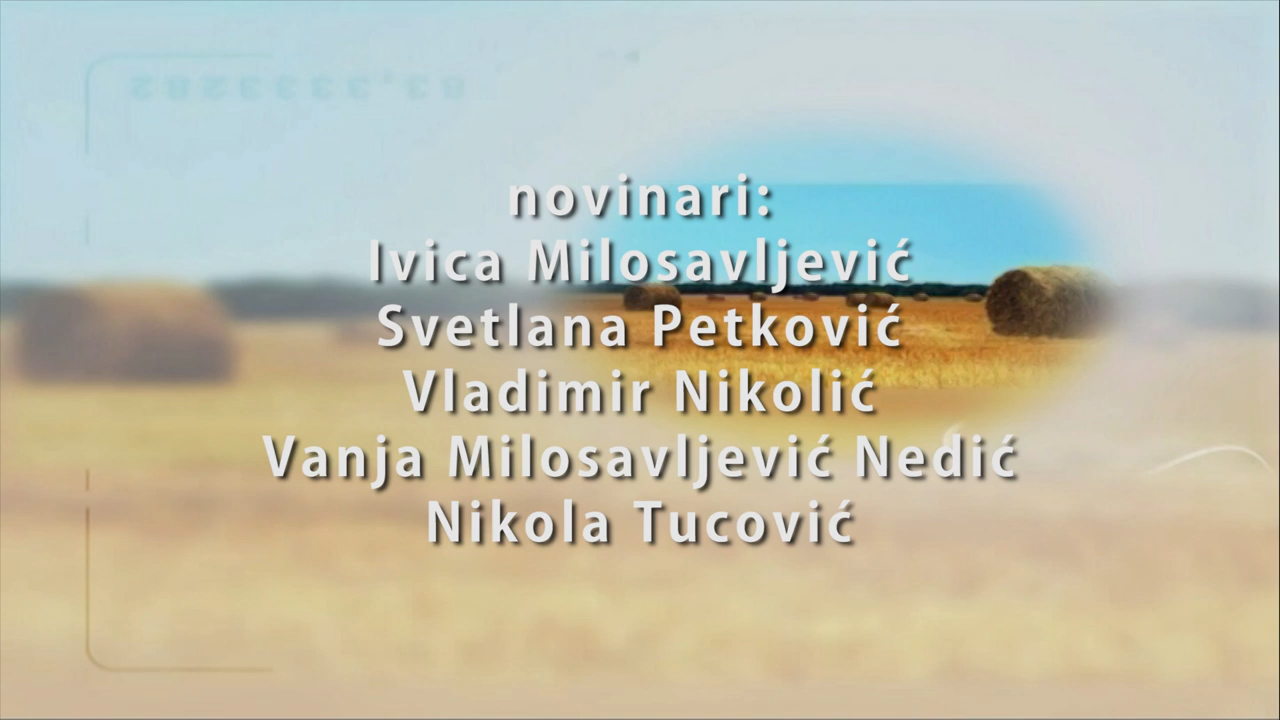 novinari:
Ivica Milosavljević
Svetlana Petković
Vladimir Nikolić
Vanja Milosavljević Nedić
Nikola Tucović